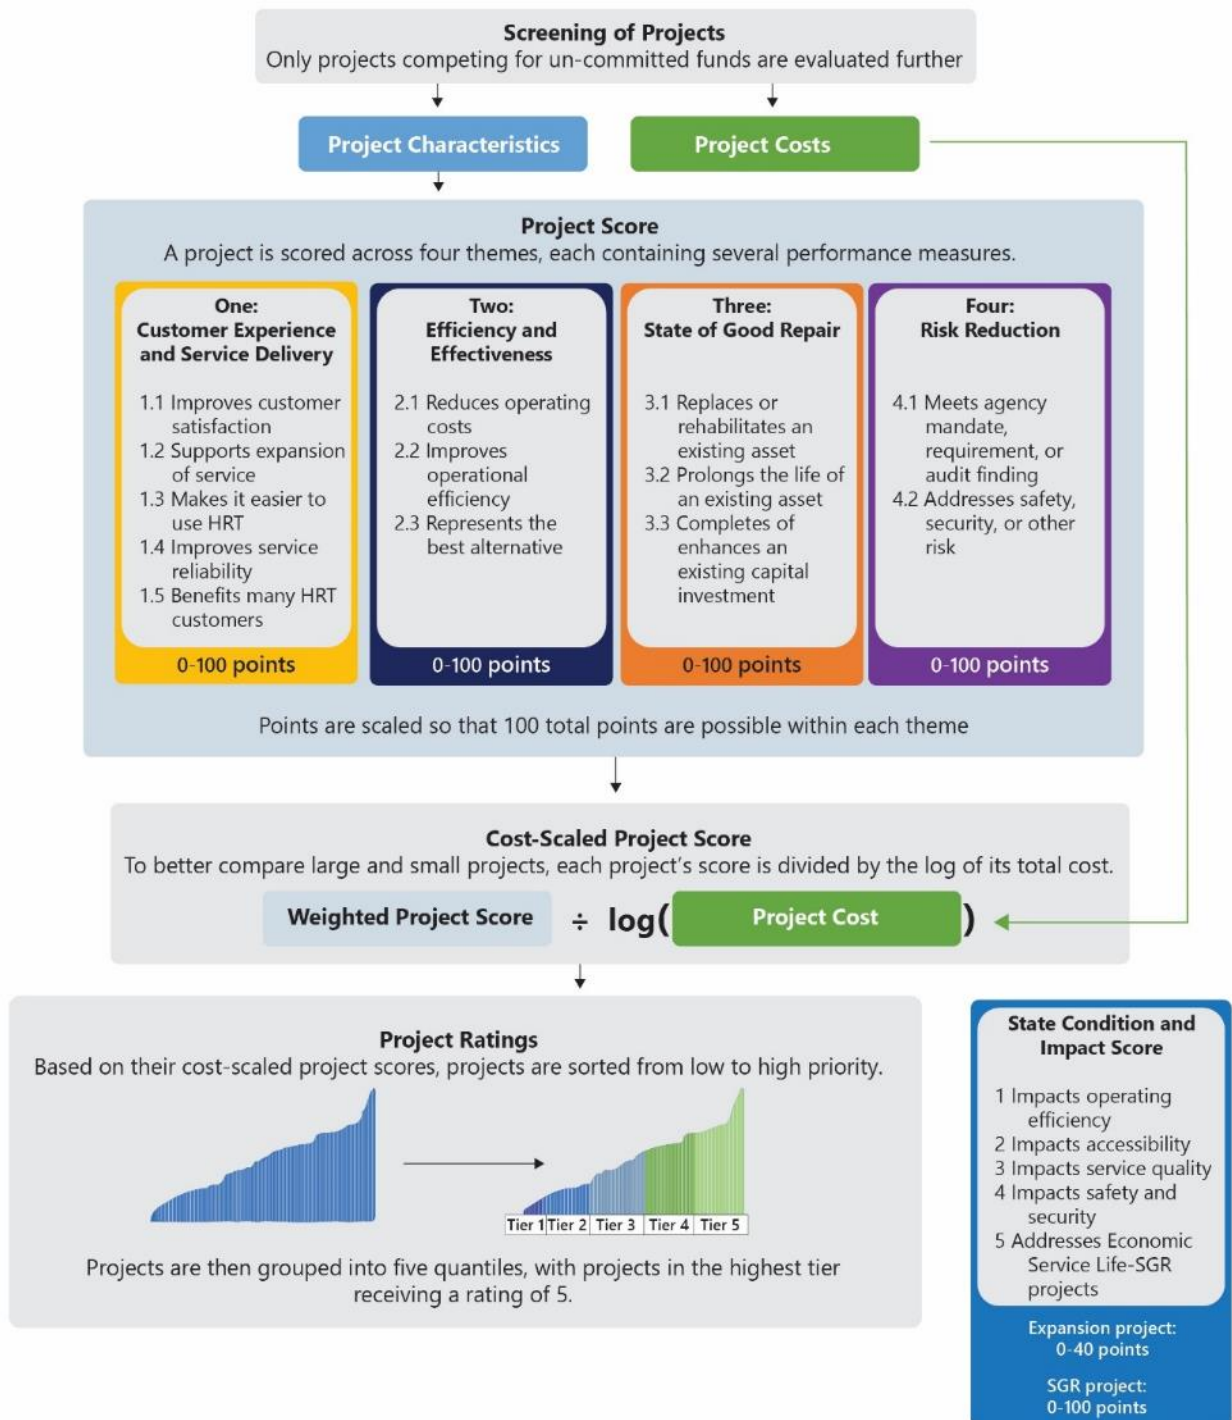 Screening of Projects
Only projects competing for un-committed funds are evaluated further
Project Characteristics
Project Costs
Project Score
A project is scored across four themes, each containing several performance measures.
One:
Customer Experience
and Service Delivery
1.1 Improves customer
satisfaction
1.2 Supports expansion
of service
1.3 Makes it easier to
use HRT
1.4 Improves service
reliability
1.5 Benefits many HRT
customers
0-100 points
Two:
Efficiency and
Effectiveness
2.1 Reduces operating
costs
2.2 Improves
operational
efficiency
2.3 Represents the
best alternative
0-100 points
Three:
State of Good Repair
3.1 Replaces or
rehabilitates an
existing asset
3.2 Prolongs the life of
an existing asset
3.3 Completes of
enhances an
existing capital
investment
0-100 points
Four:
Risk Reduction
4.1 Meets agency
mandate,
requirement, or
audit finding
4.2 Addresses safety,
security, or other
risk
0-100 points
Points are scaled so that 100 total points are possible within each theme
Cost-Scaled Project Score
To better compare large and small projects, each project's score is divided by the log of its total cost.
Weighted Project Score ÷ log( Project Cost )
Project Ratings
Based on their cost-scaled project scores, projects are sorted from low to high priority.
Tier 1 Tier 2 Tier 3 Tier 4 Tier 5
Projects are then grouped into five quantiles, with projects in the highest tier
receiving a rating of 5.
State Condition and
Impact Score
1 Impacts operating
efficiency
2 Impacts accessibility
3 Impacts service quality
4 Impacts safety and
security
5 Addresses Economic
Service Life-SGR
projects
Expansion project:
0-40 points
SGR project:
0-100 points